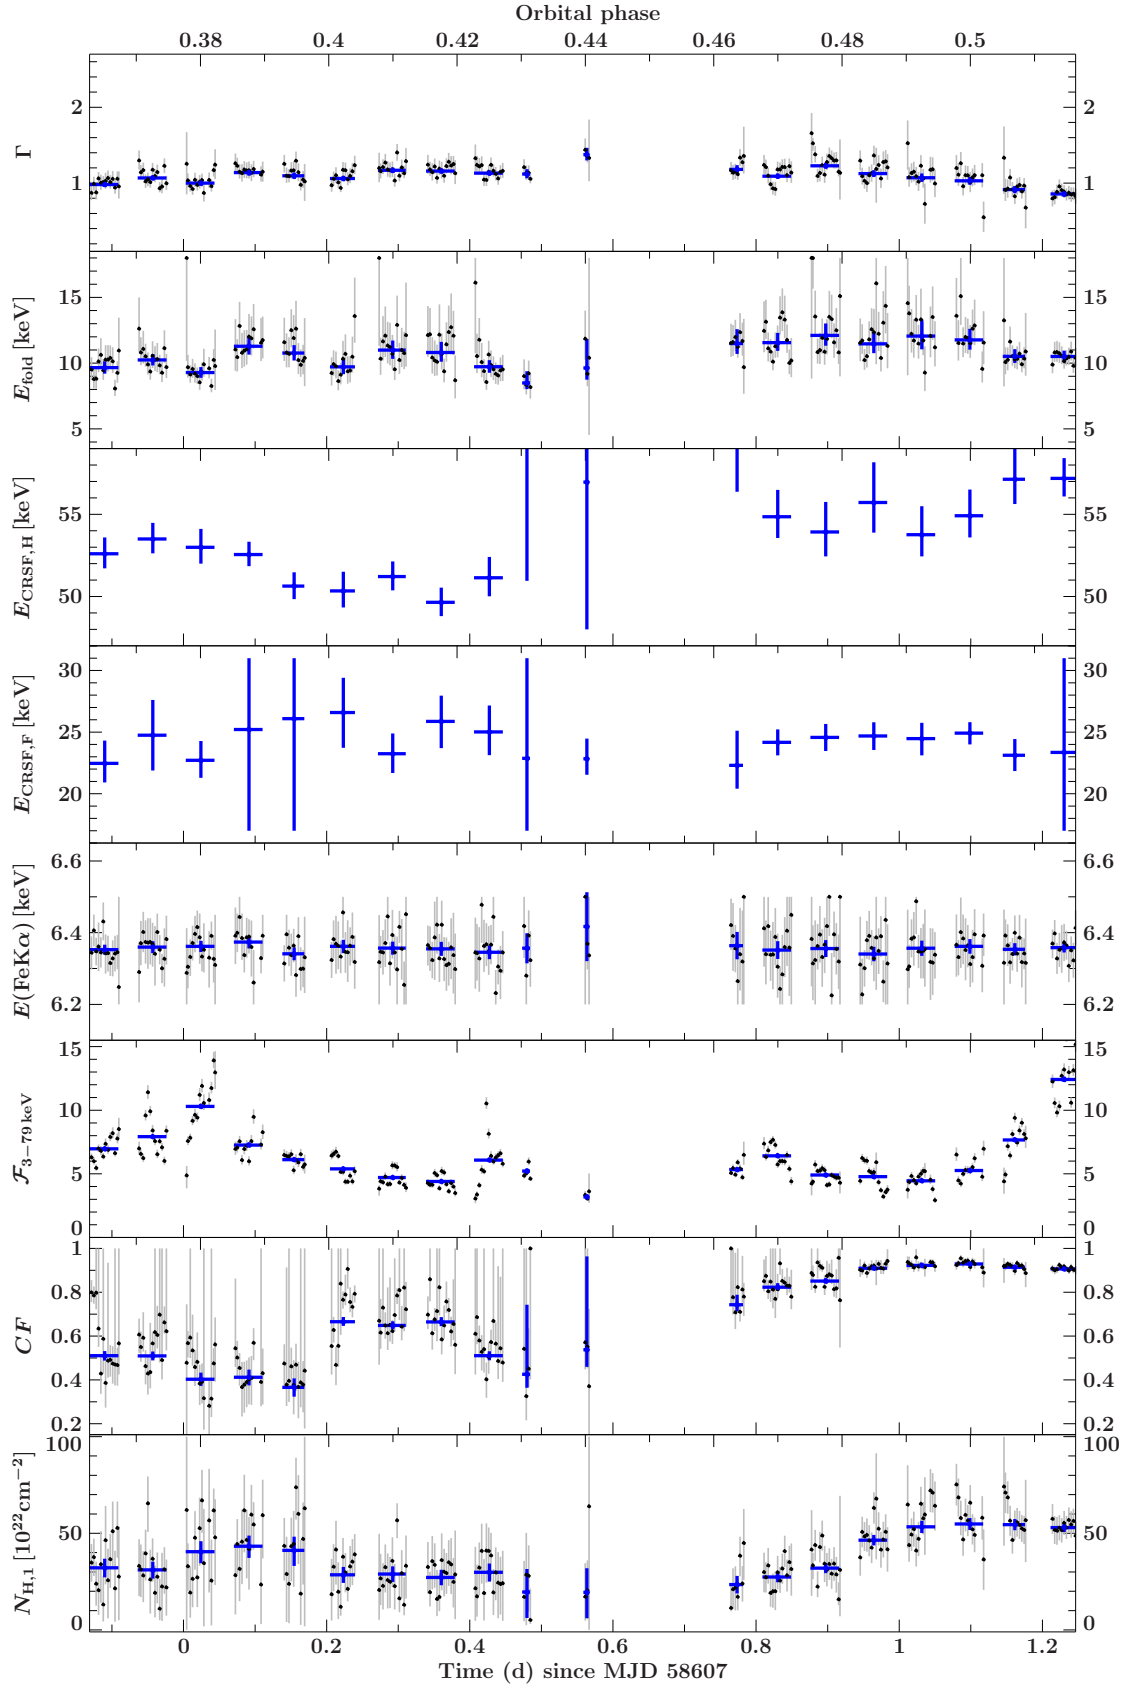 Orbital phase
0.38 0.4 0.42 0.44 0.46 0.48 0.5
Γ
2 2
1 1
E_fold [keV]
15 15
10 10
5 5
E_CRSF,H [keV]
55 55
50 50
E_CRSF,F [keV]
30 30
25 25
20 20
E(FeKα) [keV]
6.6 6.6
6.4 6.4
6.2 6.2
ℱ_3−79 keV
15 15
10 10
5 5
0 0
CF
1 1
0.8 0.8
0.6 0.6
0.4 0.4
0.2 0.2
N_H,1 [10²²cm⁻²]
100 100
50 50
0 0
0 0.2 0.4 0.6 0.8 1 1.2
Time (d) since MJD 58607